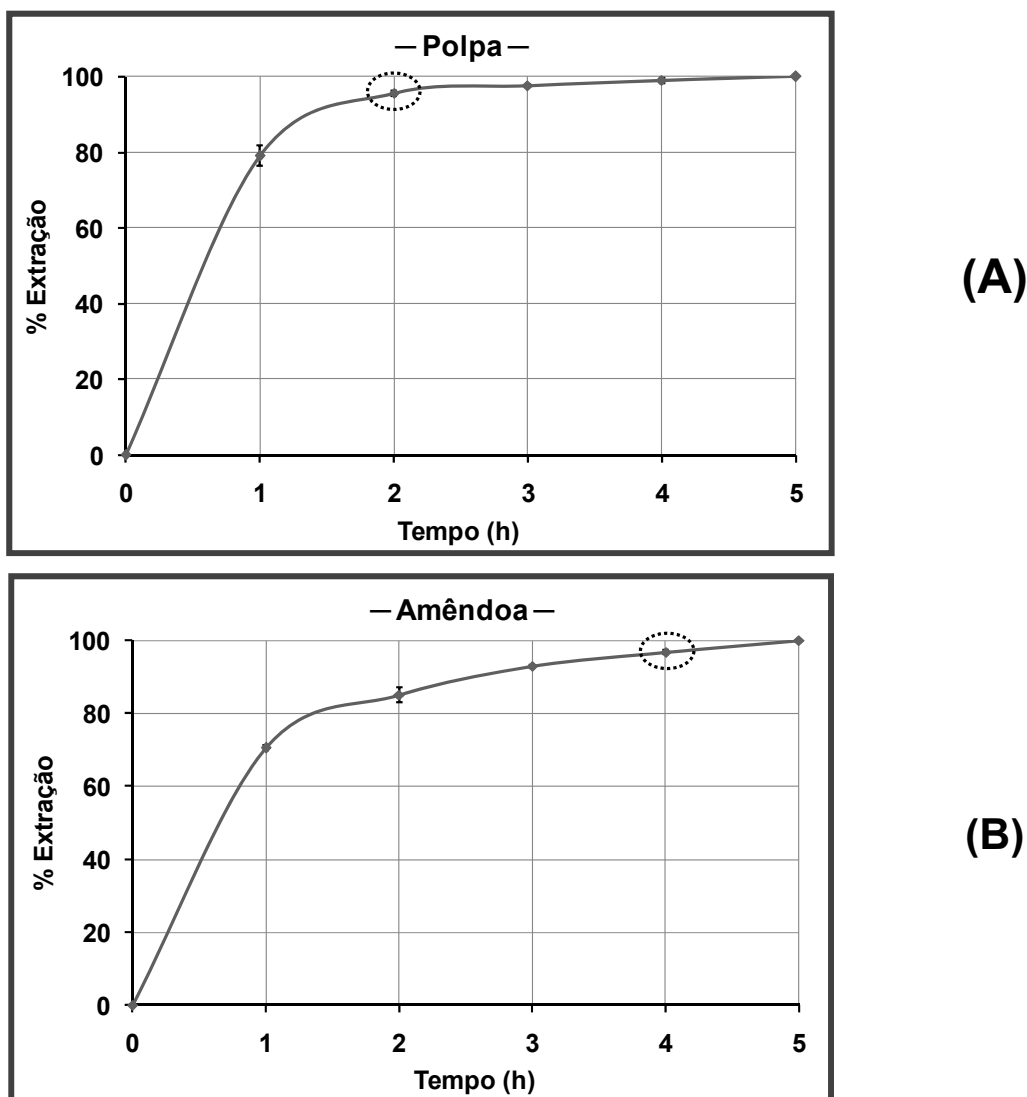 — Polpa —
100
80
60
40
20
0
% Extração
0 1 2 3 4 5
Tempo (h)
(A)
— Amêndoa —
100
80
60
40
20
0
% Extração
0 1 2 3 4 5
Tempo (h)
(B)